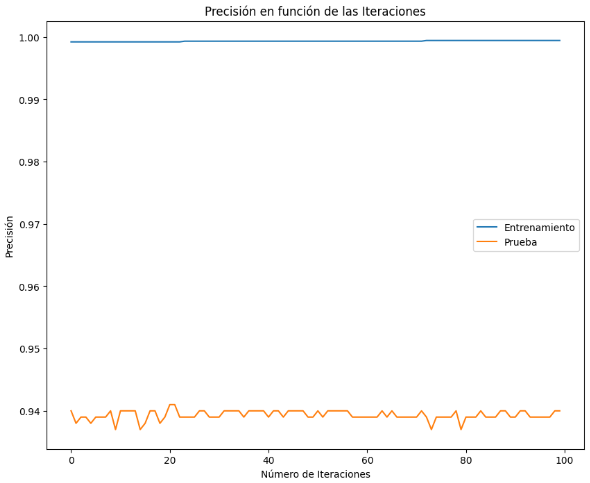 Precisión en función de las Iteraciones
1.00
0.99
0.98
0.97
0.96
0.95
0.94
Precisión
Entrenamiento
Prueba
0
20
40
60
80
100
Número de Iteraciones